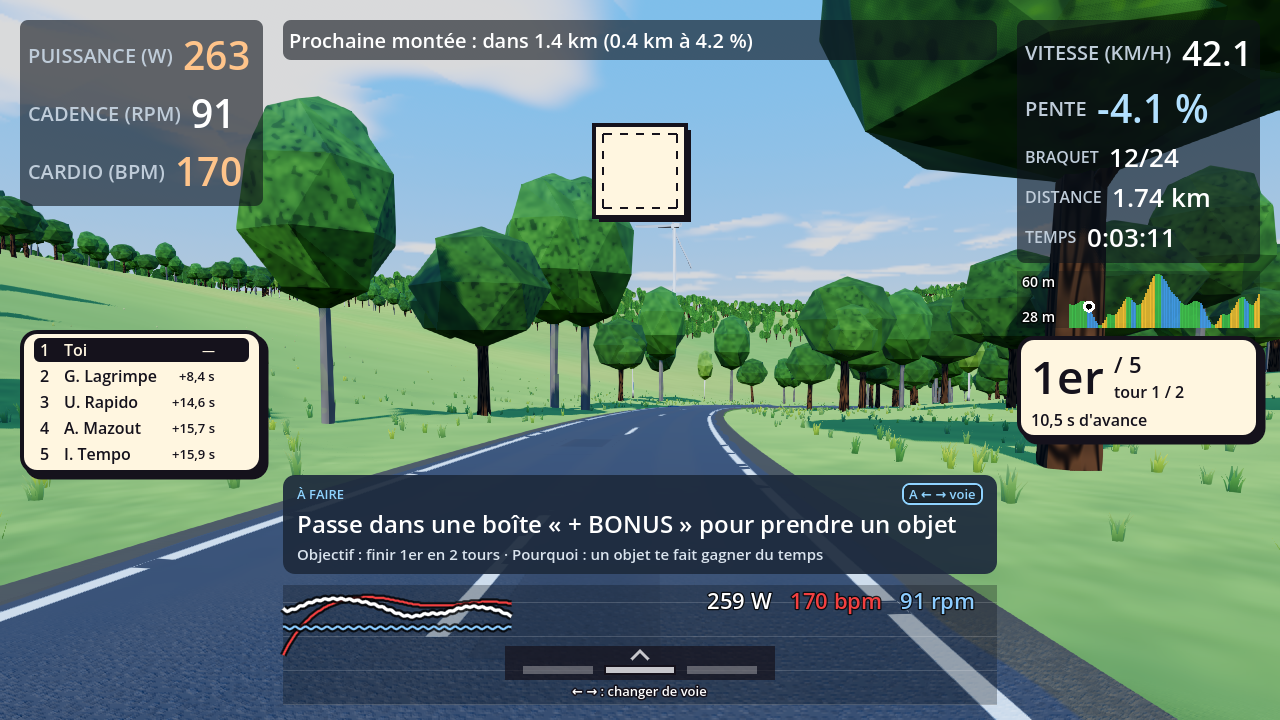 PUISSANCE (W) 263
CADENCE (RPM) 91
CARDIO (BPM) 170
Prochaine montée : dans 1.4 km (0.4 km à 4.2 %)
VITESSE (KM/H) 42.1
PENTE -4.1 %
BRAQUET 12/24
DISTANCE 1.74 km
TEMPS 0:03:11
60 m
28 m
1 Toi —
2 G. Lagrimpe +8,4 s
3 U. Rapido +14,6 s
4 A. Mazout +15,7 s
5 I. Tempo +15,9 s
1er / 5
tour 1 / 2
10,5 s d'avance
À FAIRE
A ← → voie
Passe dans une boîte « + BONUS » pour prendre un objet
Objectif : finir 1er en 2 tours · Pourquoi : un objet te fait gagner du temps
259 W 170 bpm 91 rpm
← → : changer de voie